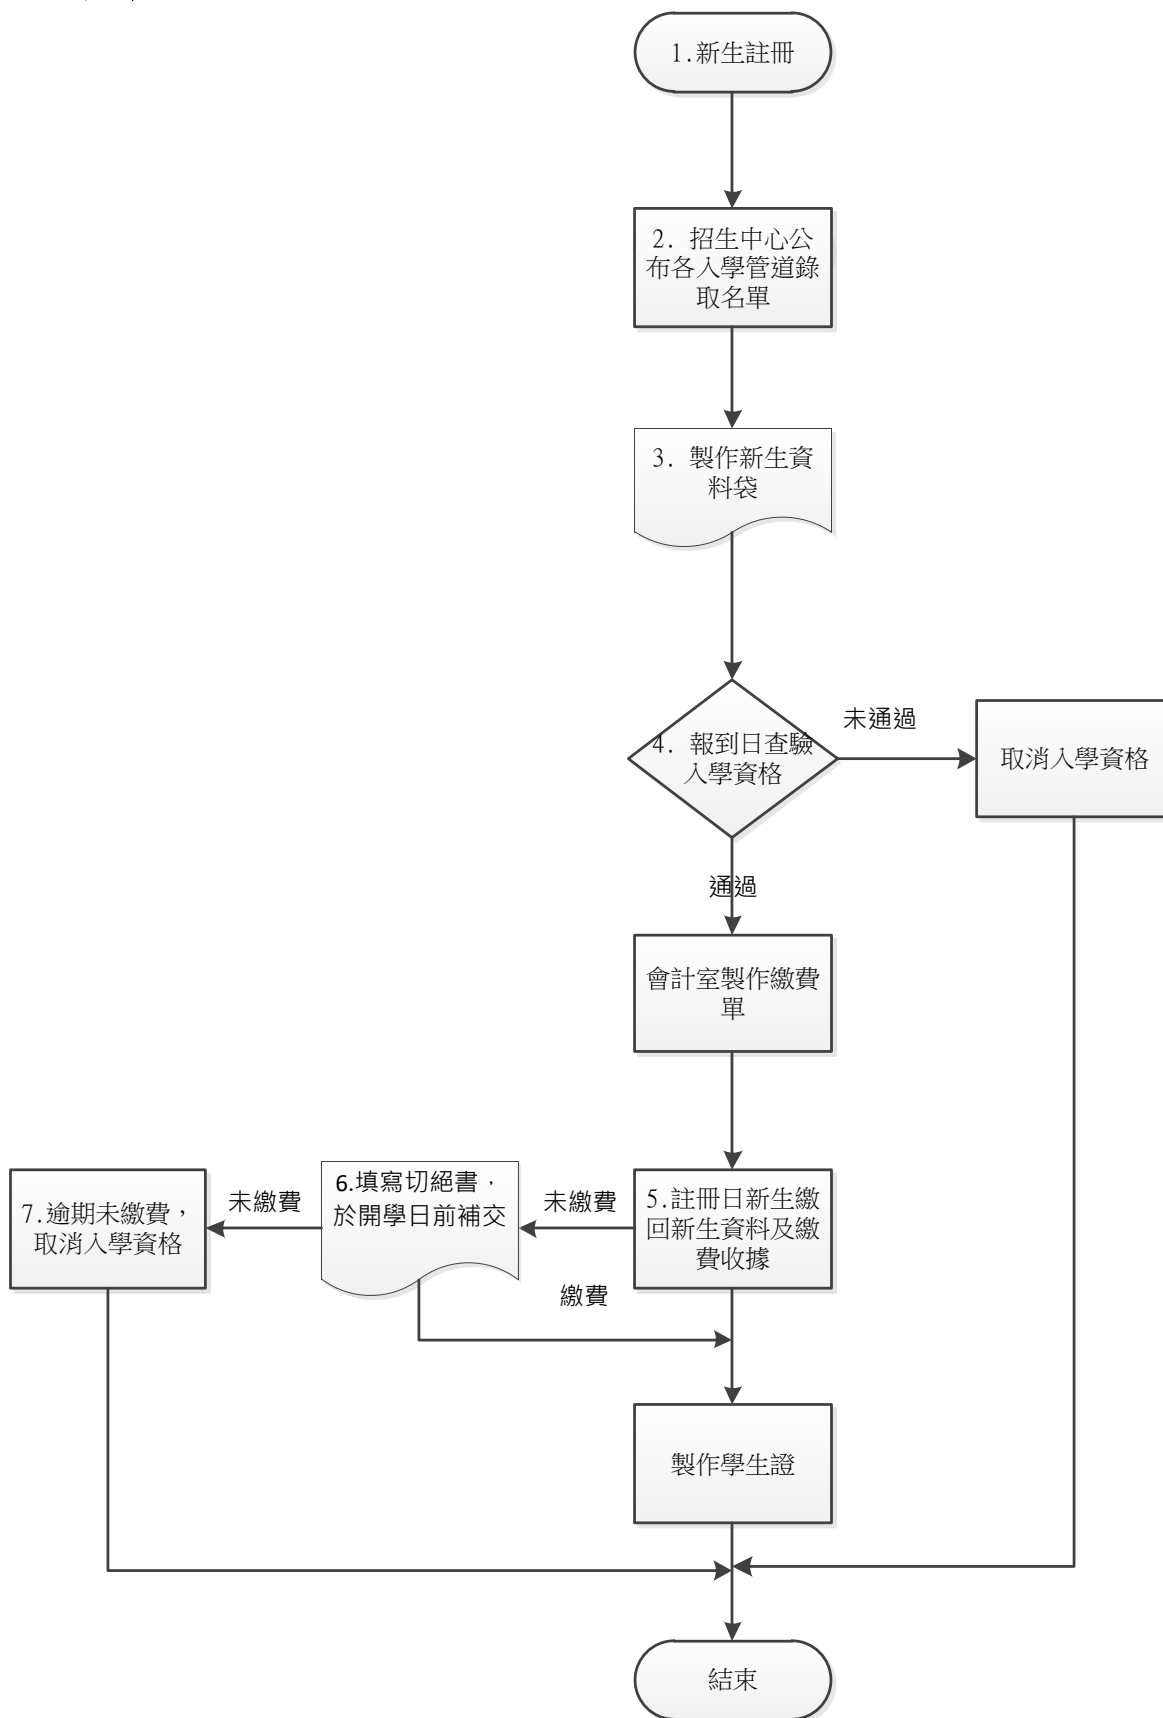 1.新生註冊
2. 招生中心公
布各入學管道錄
取名單
3. 製作新生資
料袋
4. 報到日查驗
入學資格
未通過
取消入學資格
通過
會計室製作繳費
單
5.註冊日新生繳
回新生資料及繳
費收據
未繳費
6.填寫切絕書，
於開學日前補交
未繳費
7.逾期未繳費，
取消入學資格
繳費
製作學生證
結束